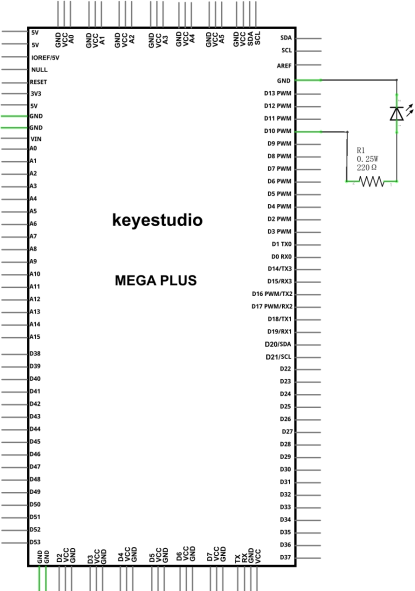 GND VCC A0
GND VCC A1
GND VCC A2
GND VCC A3
GND VCC A4
GND VCC A5
GND VCC SDA SCL
5V
5V
IOREF/5V
NULL
RESET
3V3
5V
GND
GND
VIN
A0
A1
A2
A3
A4
A5
A6
A7
A8
A9
A10
A11
A12
A13
A14
A15
D38
D39
D40
D41
D42
D43
D44
D45
D46
D47
D48
D49
D50
D51
D52
D53
keyestudio
MEGA PLUS
SDA
SCL
AREF
GND
D13 PWM
D12 PWM
D11 PWM
D10 PWM
D9 PWM
D8 PWM
D7 PWM
D6 PWM
D5 PWM
D4 PWM
D2 PWM
D3 PWM
D1 TX0
D0 RX0
D14/TX3
D15/RX3
D16 PWM/TX2
D17 PWM/RX2
D18/TX1
D19/RX1
D20/SDA
D21/SCL
D22
D23
D24
D25
D26
D27
D28
D29
D30
D31
D32
D33
D34
D35
D36
D37
R1
0.25W
220Ω
GND
GND
D2 VCC GND
D3 VCC GND
D4 VCC GND
D5 VCC GND
D6 VCC GND
D7 VCC GND
TX RX GND VCC